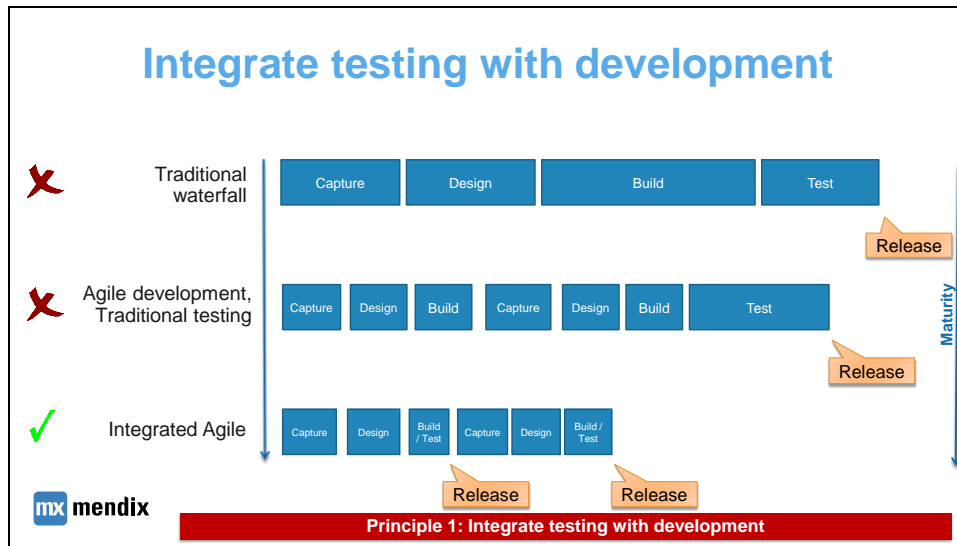 Integrate testing with development
Traditional
waterfall
Capture
Design
Build
Test
Release
Agile development,
Traditional testing
Capture
Design
Build
Capture
Design
Build
Test
Release
Maturity
Integrated Agile
Capture
Design
Build
/ Test
Capture
Design
Build /
Test
Release
Release
mx mendix
Principle 1: Integrate testing with development